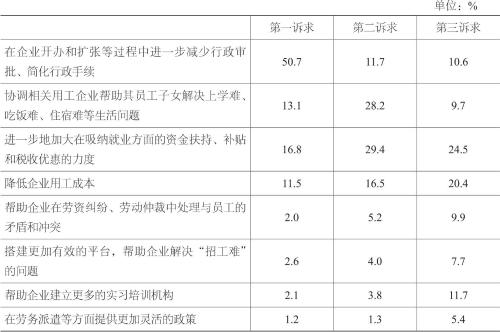 单位：%
第一诉求 第二诉求 第三诉求
在企业开办和扩张等过程中进一步减少行政审
批、简化行政手续 50.7 11.7 10.6
协调相关用工企业帮助其员工子女解决上学难、
吃饭难、住宿难等生活问题 13.1 28.2 9.7
进一步地加大在吸纳就业方面的资金扶持、补贴
和税收优惠的力度 16.8 29.4 24.5
降低企业用工成本 11.5 16.5 20.4
帮助企业在劳资纠纷、劳动仲裁中处理与员工的
矛盾和冲突 2.0 5.2 9.9
搭建更加有效的平台，帮助企业解决“招工难”
的问题 2.6 4.0 7.7
帮助企业建立更多的实习培训机构 2.1 3.8 11.7
在劳务派遣等方面提供更加灵活的政策 1.2 1.3 5.4